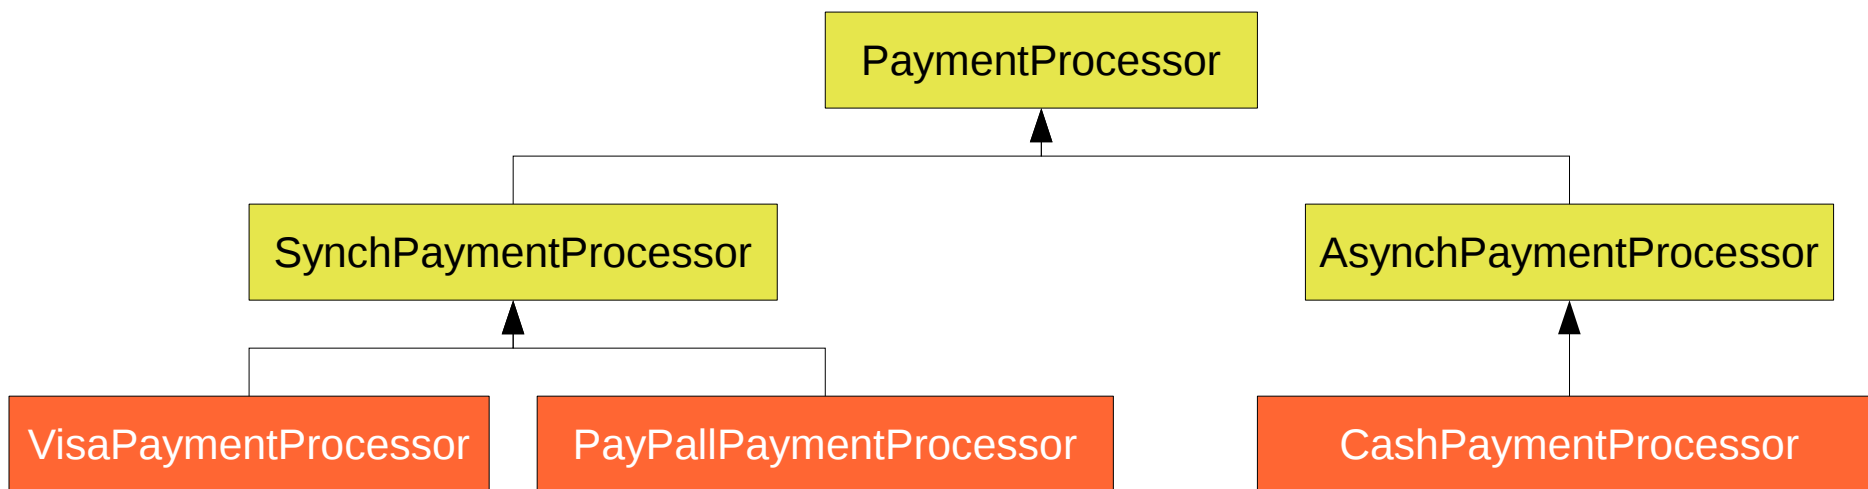 PaymentProcessor
SynchPaymentProcessor
AsynchPaymentProcessor
VisaPaymentProcessor
PayPallPaymentProcessor
CashPaymentProcessor